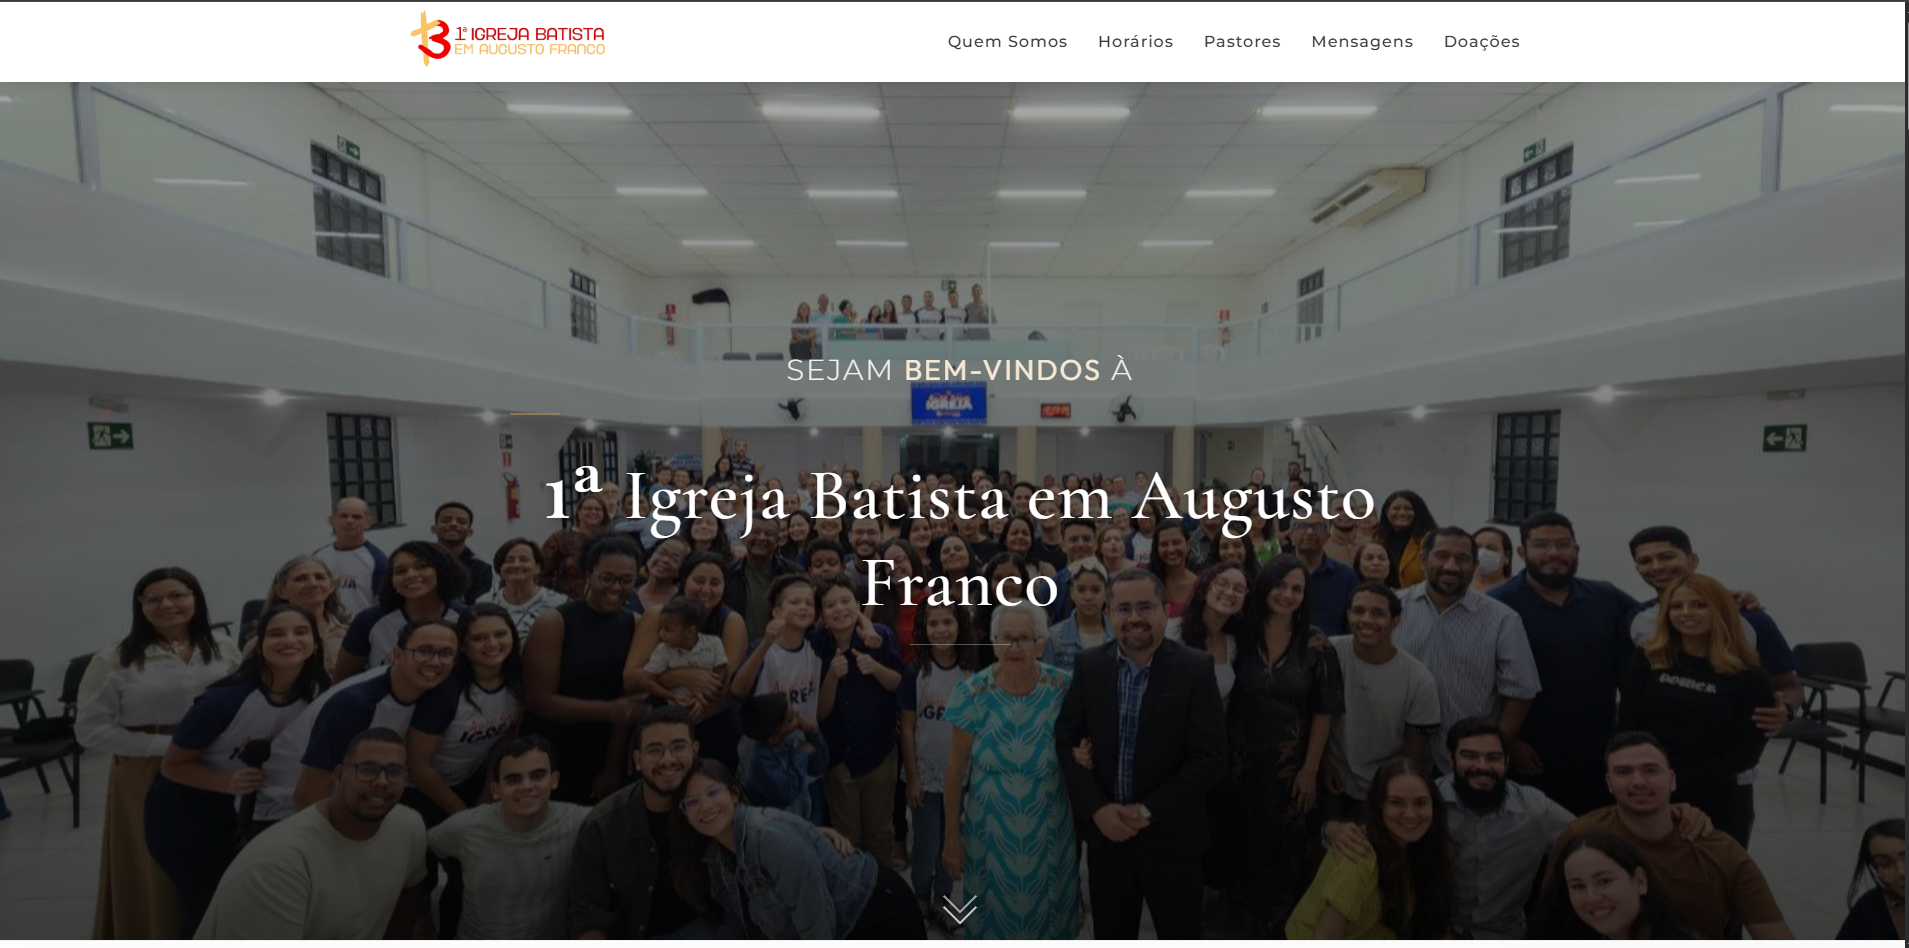 1ª IGREJA BATISTA
EM AUGUSTO FRANCO
Quem Somos Horários Pastores Mensagens Doações
SEJAM BEM-VINDOS À
IGREJA
1ª Igreja Batista em Augusto
Franco